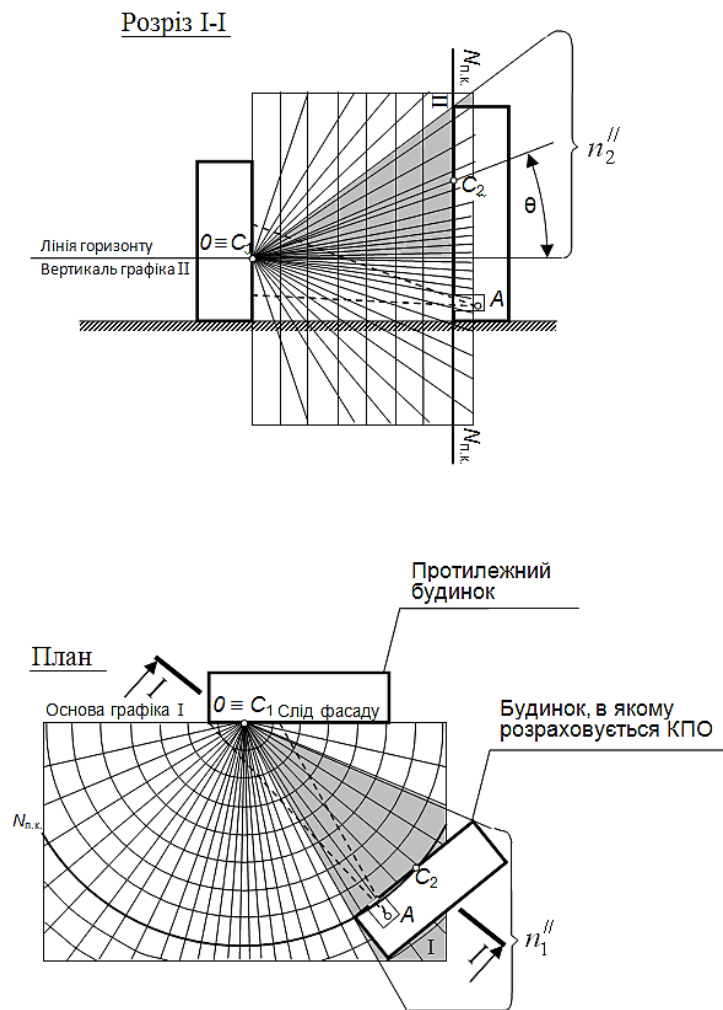 Розріз I-I
Nп.к.
II
n₂″
C₂
θ
0 ≡ C₁
Лінія горизонту
Вертикаль графіка II
A
Nп.к.
Протилежний
будинок
План
I
0 ≡ C₁ Слід фасаду
Основа графіка I
Будинок, в якому
розраховується КПО
Nп.к.
C₂
A
I
I
n₁″